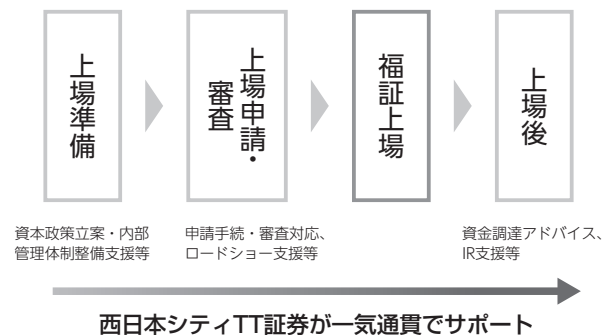 上場準備
上場申請・
審査
福証上場
上場後
資本政策立案・内部
管理体制整備支援等
申請手続・審査対応、
ロードショー支援等
資金調達アドバイス、
IR支援等
西日本シティTT証券が一気通貫でサポート